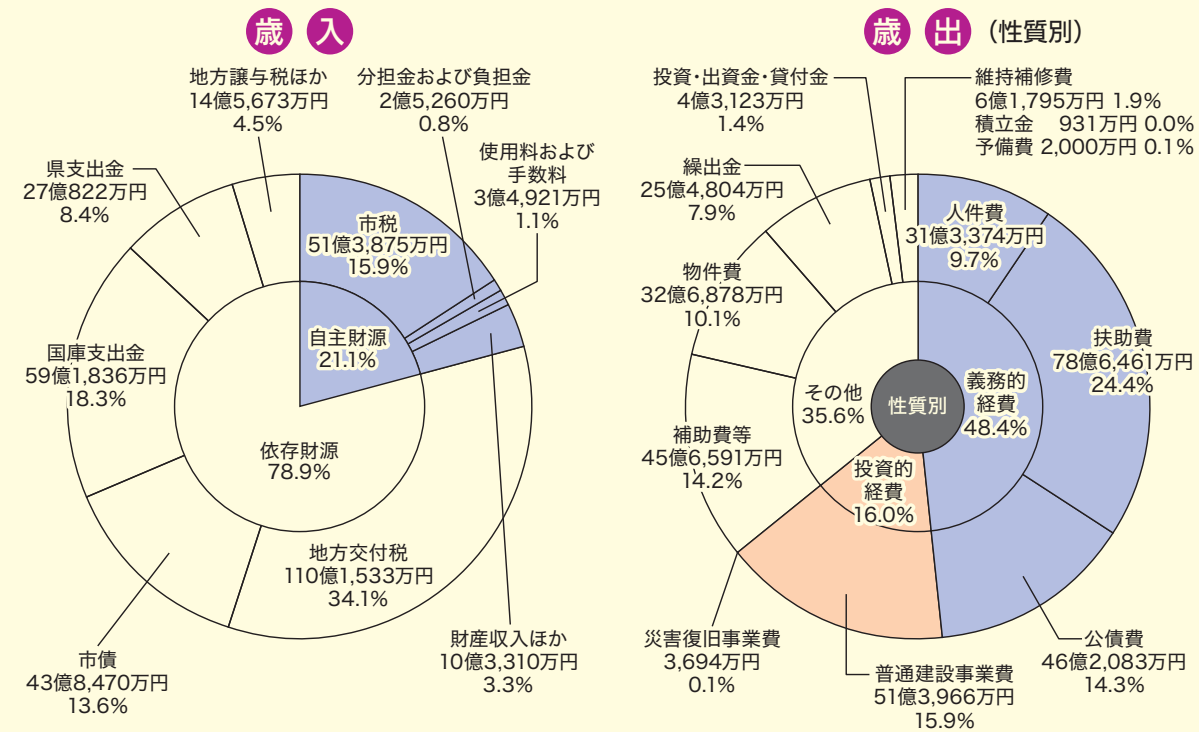 歳入
地方譲与税ほか
14億5,673万円
4.5%
分担金および負担金
2億5,260万円
0.8%
使用料および
手数料
3億4,921万円
1.1%
県支出金
27億822万円
8.4%
市税
51億3,875万円
15.9%
自主財源
21.1%
国庫支出金
59億1,836万円
18.3%
依存財源
78.9%
地方交付税
110億1,533万円
34.1%
市債
43億8,470万円
13.6%
財産収入ほか
10億3,310万円
3.3%
歳出(性質別)
投資・出資金・貸付金
4億3,123万円
1.4%
維持補修費
6億1,795万円 1.9%
積立金 931万円 0.0%
予備費 2,000万円 0.1%
繰出金
25億4,804万円
7.9%
人件費
31億3,374万円
9.7%
物件費
32億6,878万円
10.1%
扶助費
78億6,461万円
24.4%
その他
35.6%
性質別
義務的
経費
48.4%
補助費等
45億6,591万円
14.2%
投資的
経費
16.0%
災害復旧事業費
3,694万円
0.1%
普通建設事業費
51億3,966万円
15.9%
公債費
46億2,083万円
14.3%